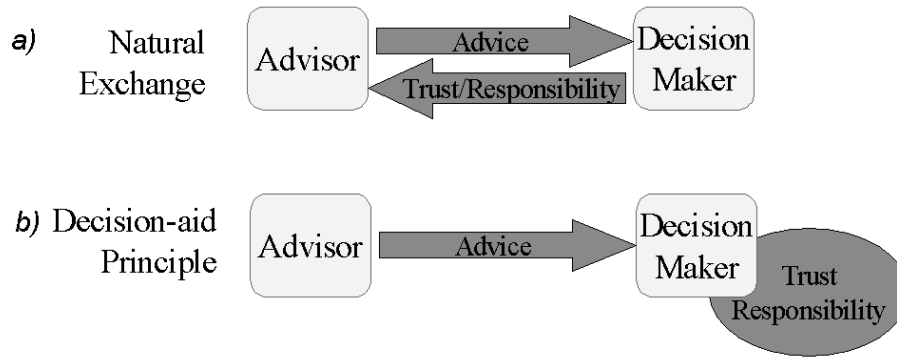 a) Natural
Exchange
Advisor
Advice
Trust/Responsibility
Decision
Maker
b) Decision-aid
Principle
Advisor
Advice
Decision
Maker
Trust
Responsibility